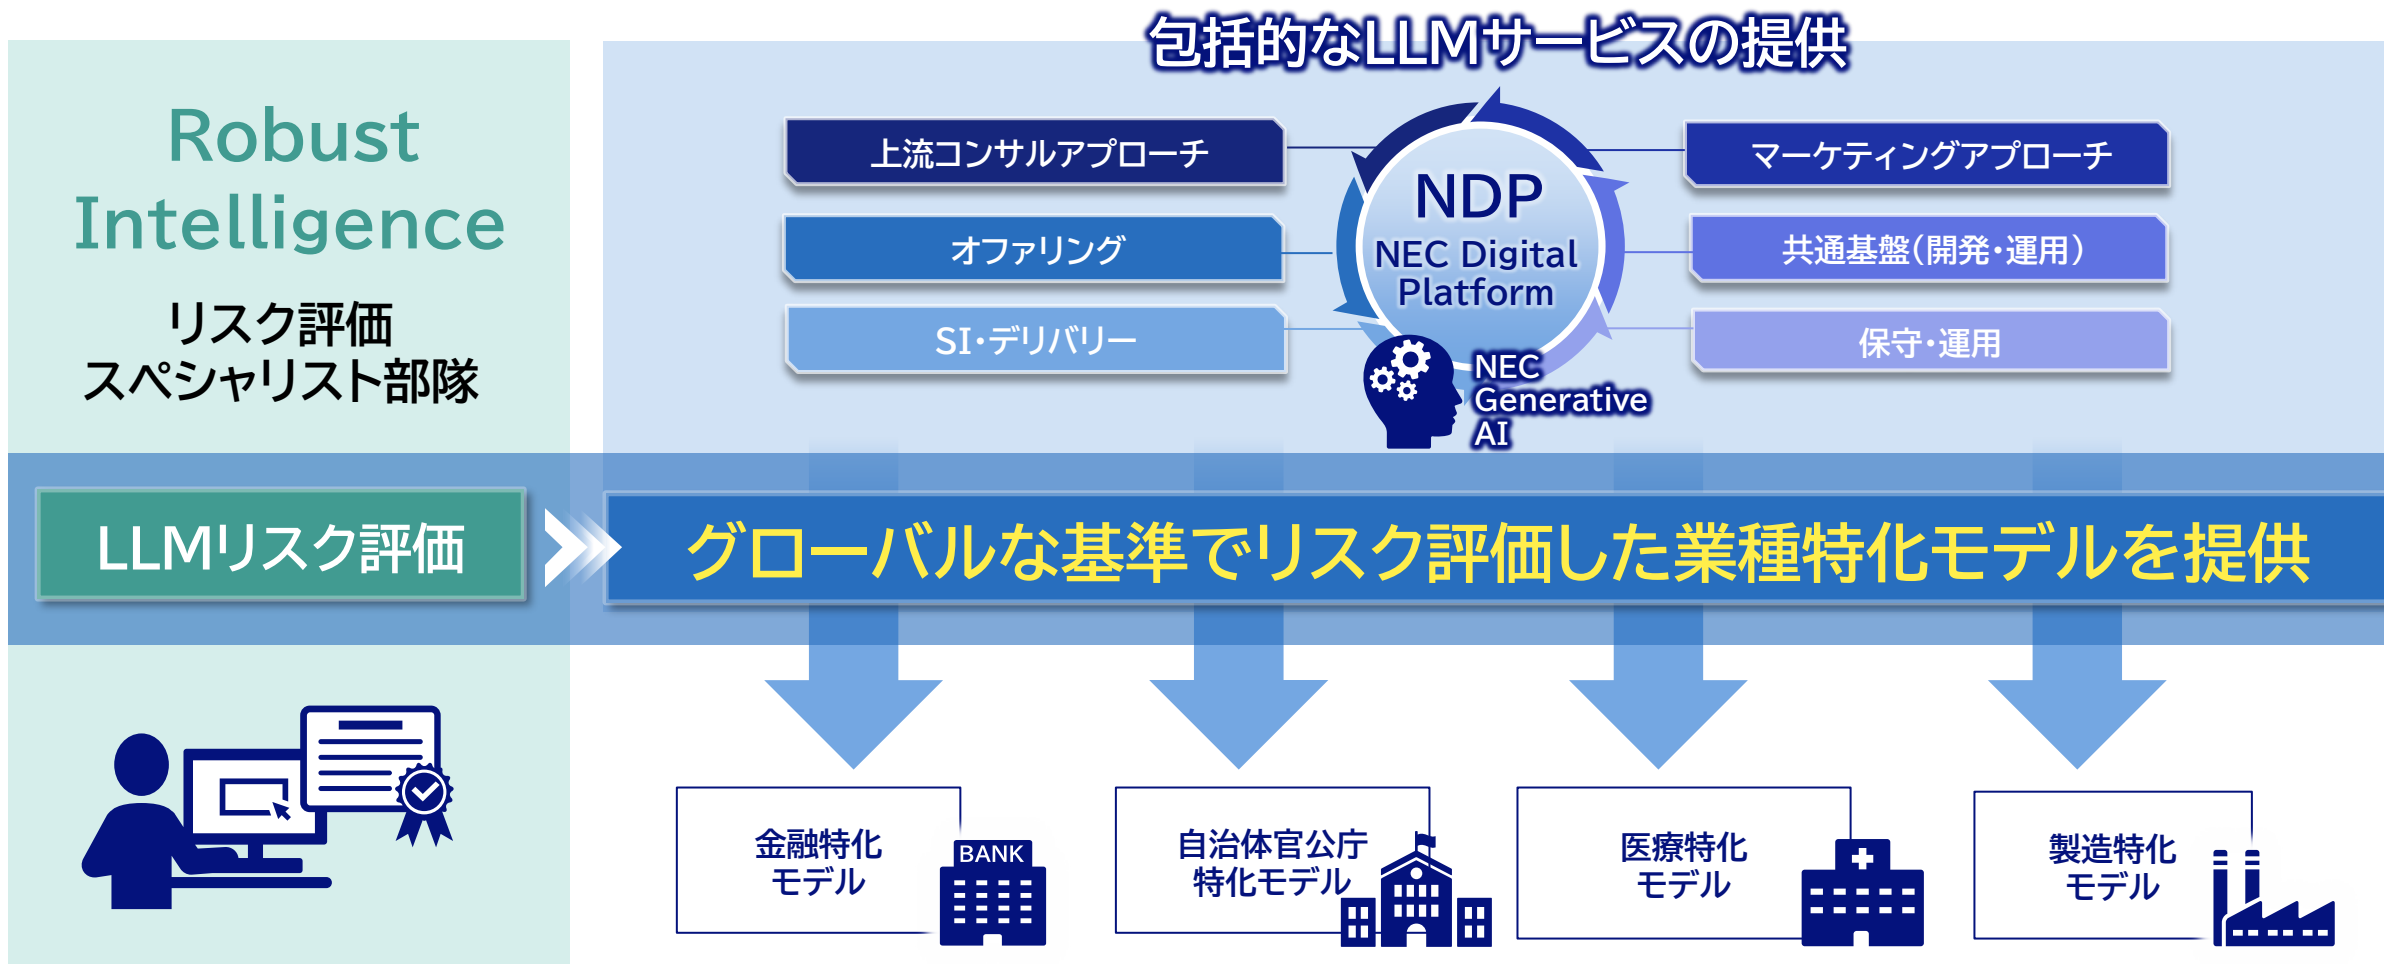 包括的なLLMサービスの提供
Robust
Intelligence
リスク評価
スペシャリスト部隊
上流コンサルアプローチ
オファリング
SI・デリバリー
NDP
NEC Digital
Platform
NEC
Generative
AI
マーケティングアプローチ
共通基盤(開発・運用)
保守・運用
LLMリスク評価
グローバルな基準でリスク評価した業種特化モデルを提供
金融特化
モデル
BANK
自治体官公庁
特化モデル
医療特化
モデル
製造特化
モデル